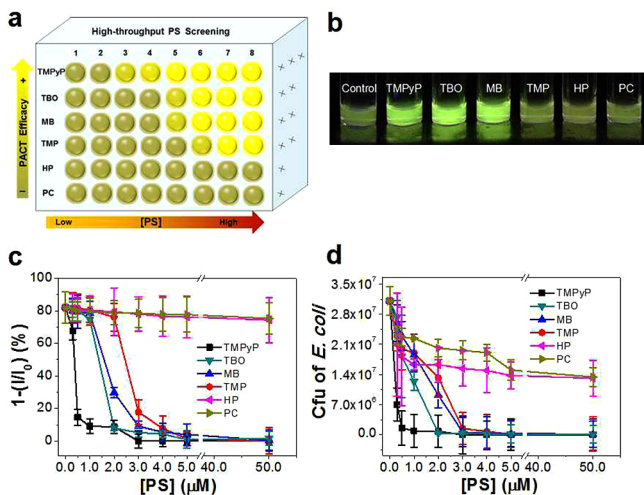 a
High-throughput PS Screening
1 2 3 4 5 6 7 8
TMPyP
TBO
MB
TMP
HP
PC
PACT Efficacy
+
−
Low [PS] High
b
Control TMPyP TBO MB TMP HP PC
c
1-(I/I0) (%)
100
80
60
40
20
0
TMPyP
TBO
MB
TMP
HP
PC
0.0 1.0 2.0 3.0 4.0 5.0 40.0 50.0
[PS] (μM)
d
Cfu of E. coli
3.5x10^7
2.8x10^7
2.1x10^7
1.4x10^7
7.0x10^6
0.0
TMPyP
TBO
MB
TMP
HP
PC
0.0 1.0 2.0 3.0 4.0 5.0 40.0 50.0
[PS] (μM)